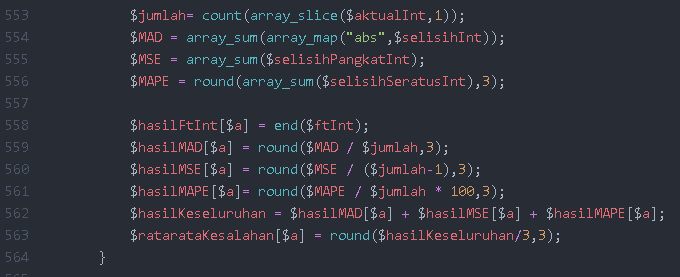 553 $jumlah= count(array_slice($aktualInt,1));
554 $MAD = array_sum(array_map("abs",$selisihInt));
555 $MSE = array_sum($selisihPangkatInt);
556 $MAPE = round(array_sum($selisihSeratusInt),3);
557
558 $hasilFtInt[$a] = end($ftInt);
559 $hasilMAD[$a] = round($MAD / $jumlah,3);
560 $hasilMSE[$a] = round($MSE / ($jumlah-1),3);
561 $hasilMAPE[$a]= round($MAPE / $jumlah * 100,3);
562 $hasilKeseluruhan = $hasilMAD[$a] + $hasilMSE[$a] + $hasilMAPE[$a];
563 $ratarataKesalahan[$a] = round($hasilKeseluruhan/3,3);
564 }